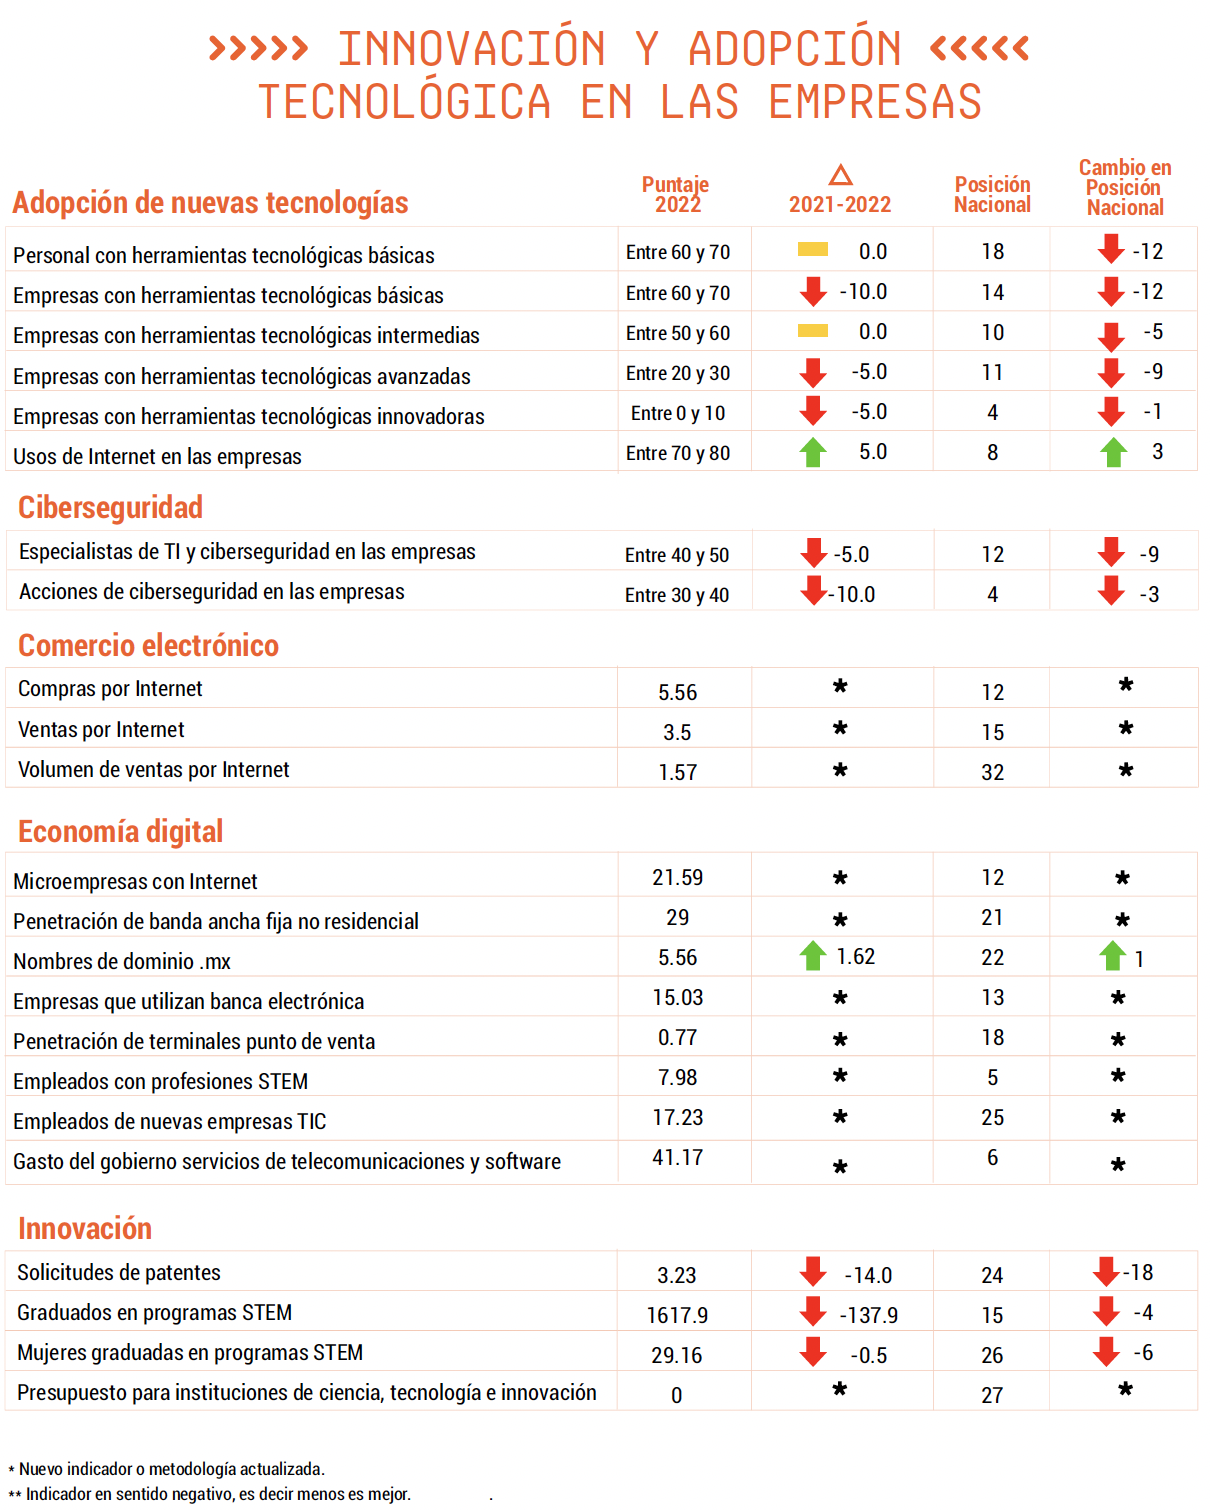 INNOVACIÓN Y ADOPCIÓN
TECNOLÓGICA EN LAS EMPRESAS
Adopción de nuevas tecnologías Puntaje 2022 △ 2021-2022 Posición Nacional Cambio en Posición Nacional
Personal con herramientas tecnológicas básicas Entre 60 y 70 0.0 18 -12
Empresas con herramientas tecnológicas básicas Entre 60 y 70 -10.0 14 -12
Empresas con herramientas tecnológicas intermedias Entre 50 y 60 0.0 10 -5
Empresas con herramientas tecnológicas avanzadas Entre 20 y 30 -5.0 11 -9
Empresas con herramientas tecnológicas innovadoras Entre 0 y 10 -5.0 4 -1
Usos de Internet en las empresas Entre 70 y 80 5.0 8 3
Ciberseguridad
Especialistas de TI y ciberseguridad en las empresas Entre 40 y 50 -5.0 12 -9
Acciones de ciberseguridad en las empresas Entre 30 y 40 -10.0 4 -3
Comercio electrónico
Compras por Internet 5.56 * 12 *
Ventas por Internet 3.5 * 15 *
Volumen de ventas por Internet 1.57 * 32 *
Economía digital
Microempresas con Internet 21.59 * 12 *
Penetración de banda ancha fija no residencial 29 * 21 *
Nombres de dominio .mx 5.56 1.62 22 1
Empresas que utilizan banca electrónica 15.03 * 13 *
Penetración de terminales punto de venta 0.77 * 18 *
Empleados con profesiones STEM 7.98 * 5 *
Empleados de nuevas empresas TIC 17.23 * 25 *
Gasto del gobierno servicios de telecomunicaciones y software 41.17 * 6 *
Innovación
Solicitudes de patentes 3.23 -14.0 24 -18
Graduados en programas STEM 1617.9 -137.9 15 -4
Mujeres graduadas en programas STEM 29.16 -0.5 26 -6
Presupuesto para instituciones de ciencia, tecnología e innovación 0 * 27 *
* Nuevo indicador o metodología actualizada.
** Indicador en sentido negativo, es decir menos es mejor. .